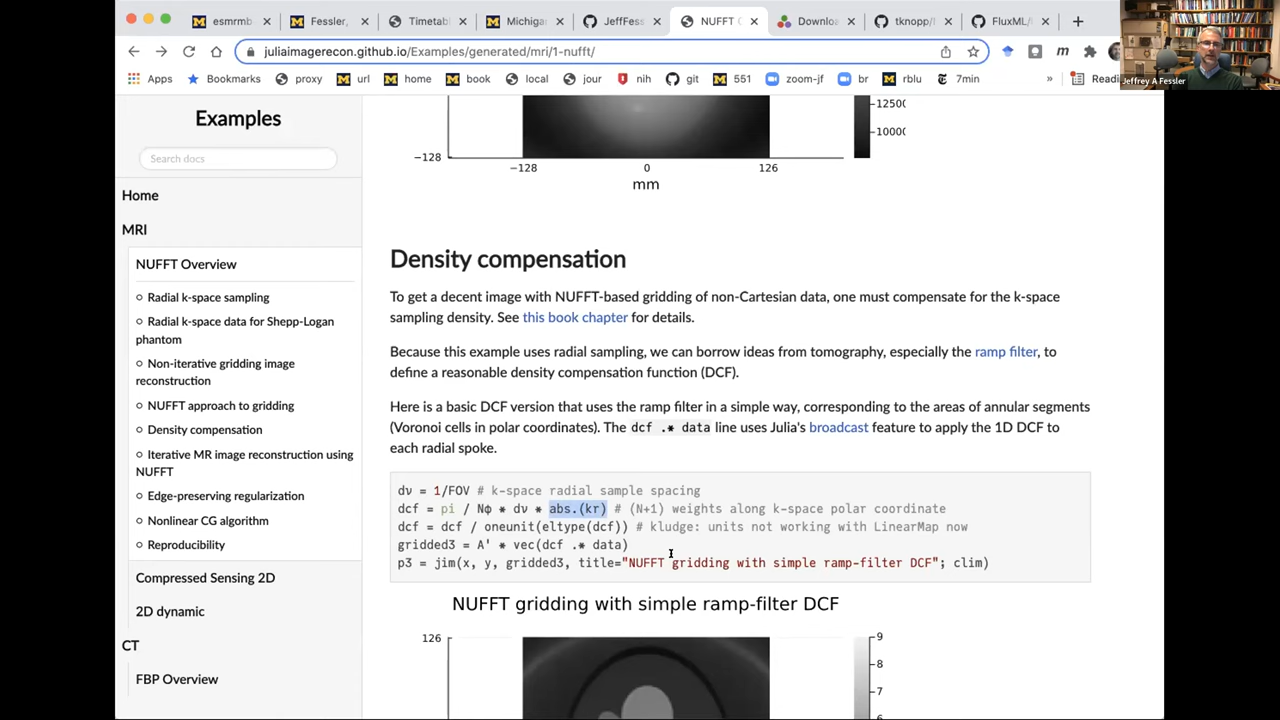 esmrmb
Fessler,
Timetabl
Michigan
JeffFess
NUFFT O
Downloa
tknopp/l
FluxML/
juliaimagerecon.github.io/Examples/generated/mri/1-nufft/
Apps
Bookmarks
proxy
url
home
book
local
jour
nih
git
551
zoom-jf
br
rblu
7min
»
Readi
Jeffrey A Fessler
Examples
Search docs
Home
MRI
NUFFT Overview
Radial k-space sampling
Radial k-space data for Shepp-Logan
phantom
Non-iterative gridding image
reconstruction
NUFFT approach to gridding
Density compensation
Iterative MR image reconstruction using
NUFFT
Edge-preserving regularization
Nonlinear CG algorithm
Reproducibility
Compressed Sensing 2D
2D dynamic
CT
FBP Overview
1250(
1000(
−128
−128
0
126
mm
Density compensation
To get a decent image with NUFFT-based gridding of non-Cartesian data, one must compensate for the k-space
sampling density. See this book chapter for details.
Because this example uses radial sampling, we can borrow ideas from tomography, especially the ramp filter, to
define a reasonable density compensation function (DCF).
Here is a basic DCF version that uses the ramp filter in a simple way, corresponding to the areas of annular segments
(Voronoi cells in polar coordinates). The dcf .* data line uses Julia's broadcast feature to apply the 1D DCF to
each radial spoke.
dν = 1/FOV # k-space radial sample spacing
dcf = pi / Nφ * dν * abs.(kr) # (N+1) weights along k-space polar coordinate
dcf = dcf / oneunit(eltype(dcf)) # kludge: units not working with LinearMap now
gridded3 = A' * vec(dcf .* data)
p3 = jim(x, y, gridded3, title="NUFFT gridding with simple ramp-filter DCF"; clim)
NUFFT gridding with simple ramp-filter DCF
126
9
8
7